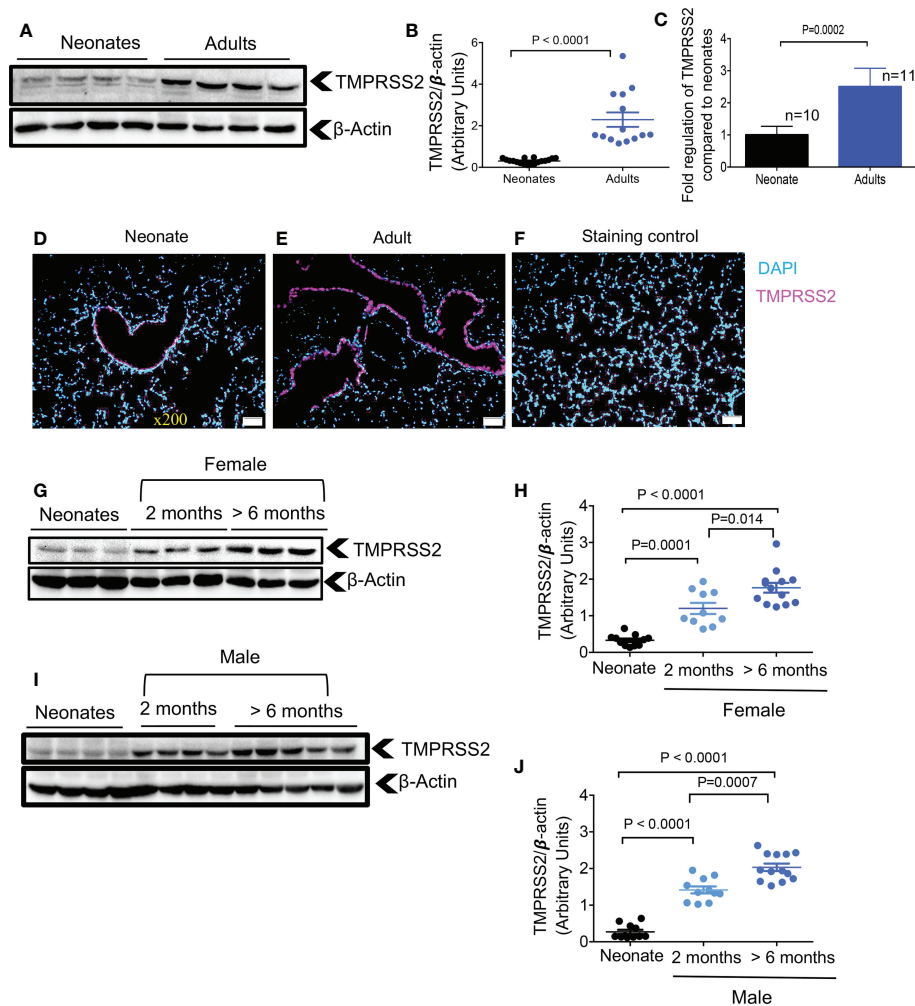 A
Neonates Adults
TMPRSS2
β-Actin
B
P < 0.0001
TMPRSS2/β-actin
(Arbitrary Units)
6
4
2
0
Neonates Adults
C
P=0.0002
Fold regulation of TMPRSS2
compared to neonates
4
3
2
1
0
n=10
n=11
Neonate Adults
D Neonate
x200
E Adult
F Staining control
DAPI
TMPRSS2
G
Female
Neonates 2 months > 6 months
TMPRSS2
β-Actin
H
P < 0.0001
P=0.014
P=0.0001
TMPRSS2/β-actin
(Arbitrary Units)
4
3
2
1
0
Neonate 2 months > 6 months
Female
I
Male
Neonates 2 months > 6 months
TMPRSS2
β-Actin
J
P < 0.0001
P=0.0007
P < 0.0001
TMPRSS2/β-actin
(Arbitrary Units)
4
3
2
1
0
Neonate 2 months > 6 months
Male